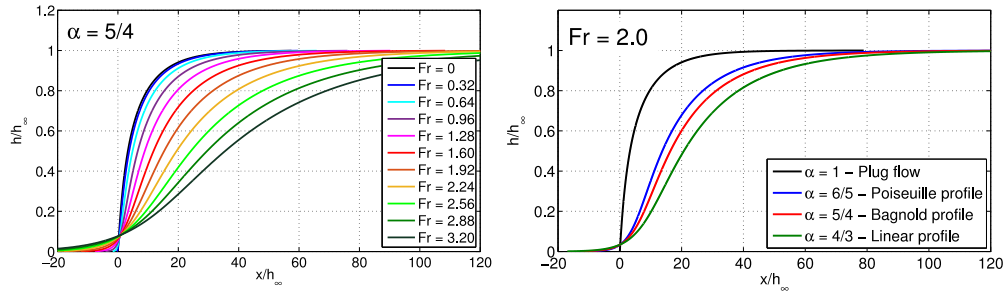 α = 5/4
h/h∞
1
0.8
0.6
0.4
0.2
0
−20 0 20 40 60 80 100 120
x/h∞
Fr = 0
Fr = 0.32
Fr = 0.64
Fr = 0.96
Fr = 1.28
Fr = 1.60
Fr = 1.92
Fr = 2.24
Fr = 2.56
Fr = 2.88
Fr = 3.20
Fr = 2.0
h/h∞
1
0.8
0.6
0.4
0.2
0
−20 0 20 40 60 80 100 120
x/h∞
α = 1 − Plug flow
α = 6/5 − Poiseuille profile
α = 5/4 − Bagnold profile
α = 4/3 − Linear profile